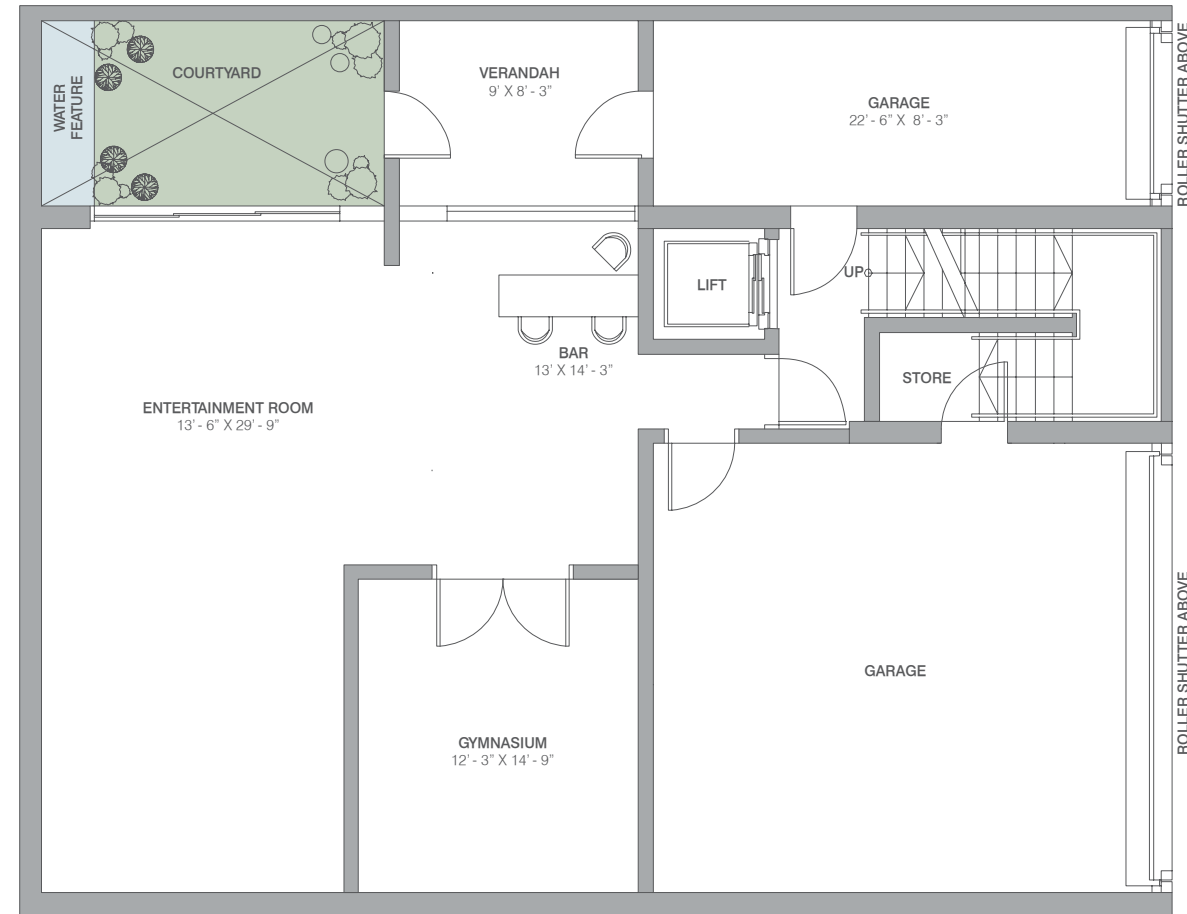 COURTYARD
WATER
FEATURE
VERANDAH
9' X 8' - 3"
GARAGE
22' - 6" X 8' - 3"
ROLLER SHUTTER ABOVE
LIFT
UP
BAR
13' X 14' - 3"
STORE
ENTERTAINMENT ROOM
13' - 6" X 29' - 9"
GARAGE
ROLLER SHUTTER ABOVE
GYMNASIUM
12' - 3" X 14' - 9"